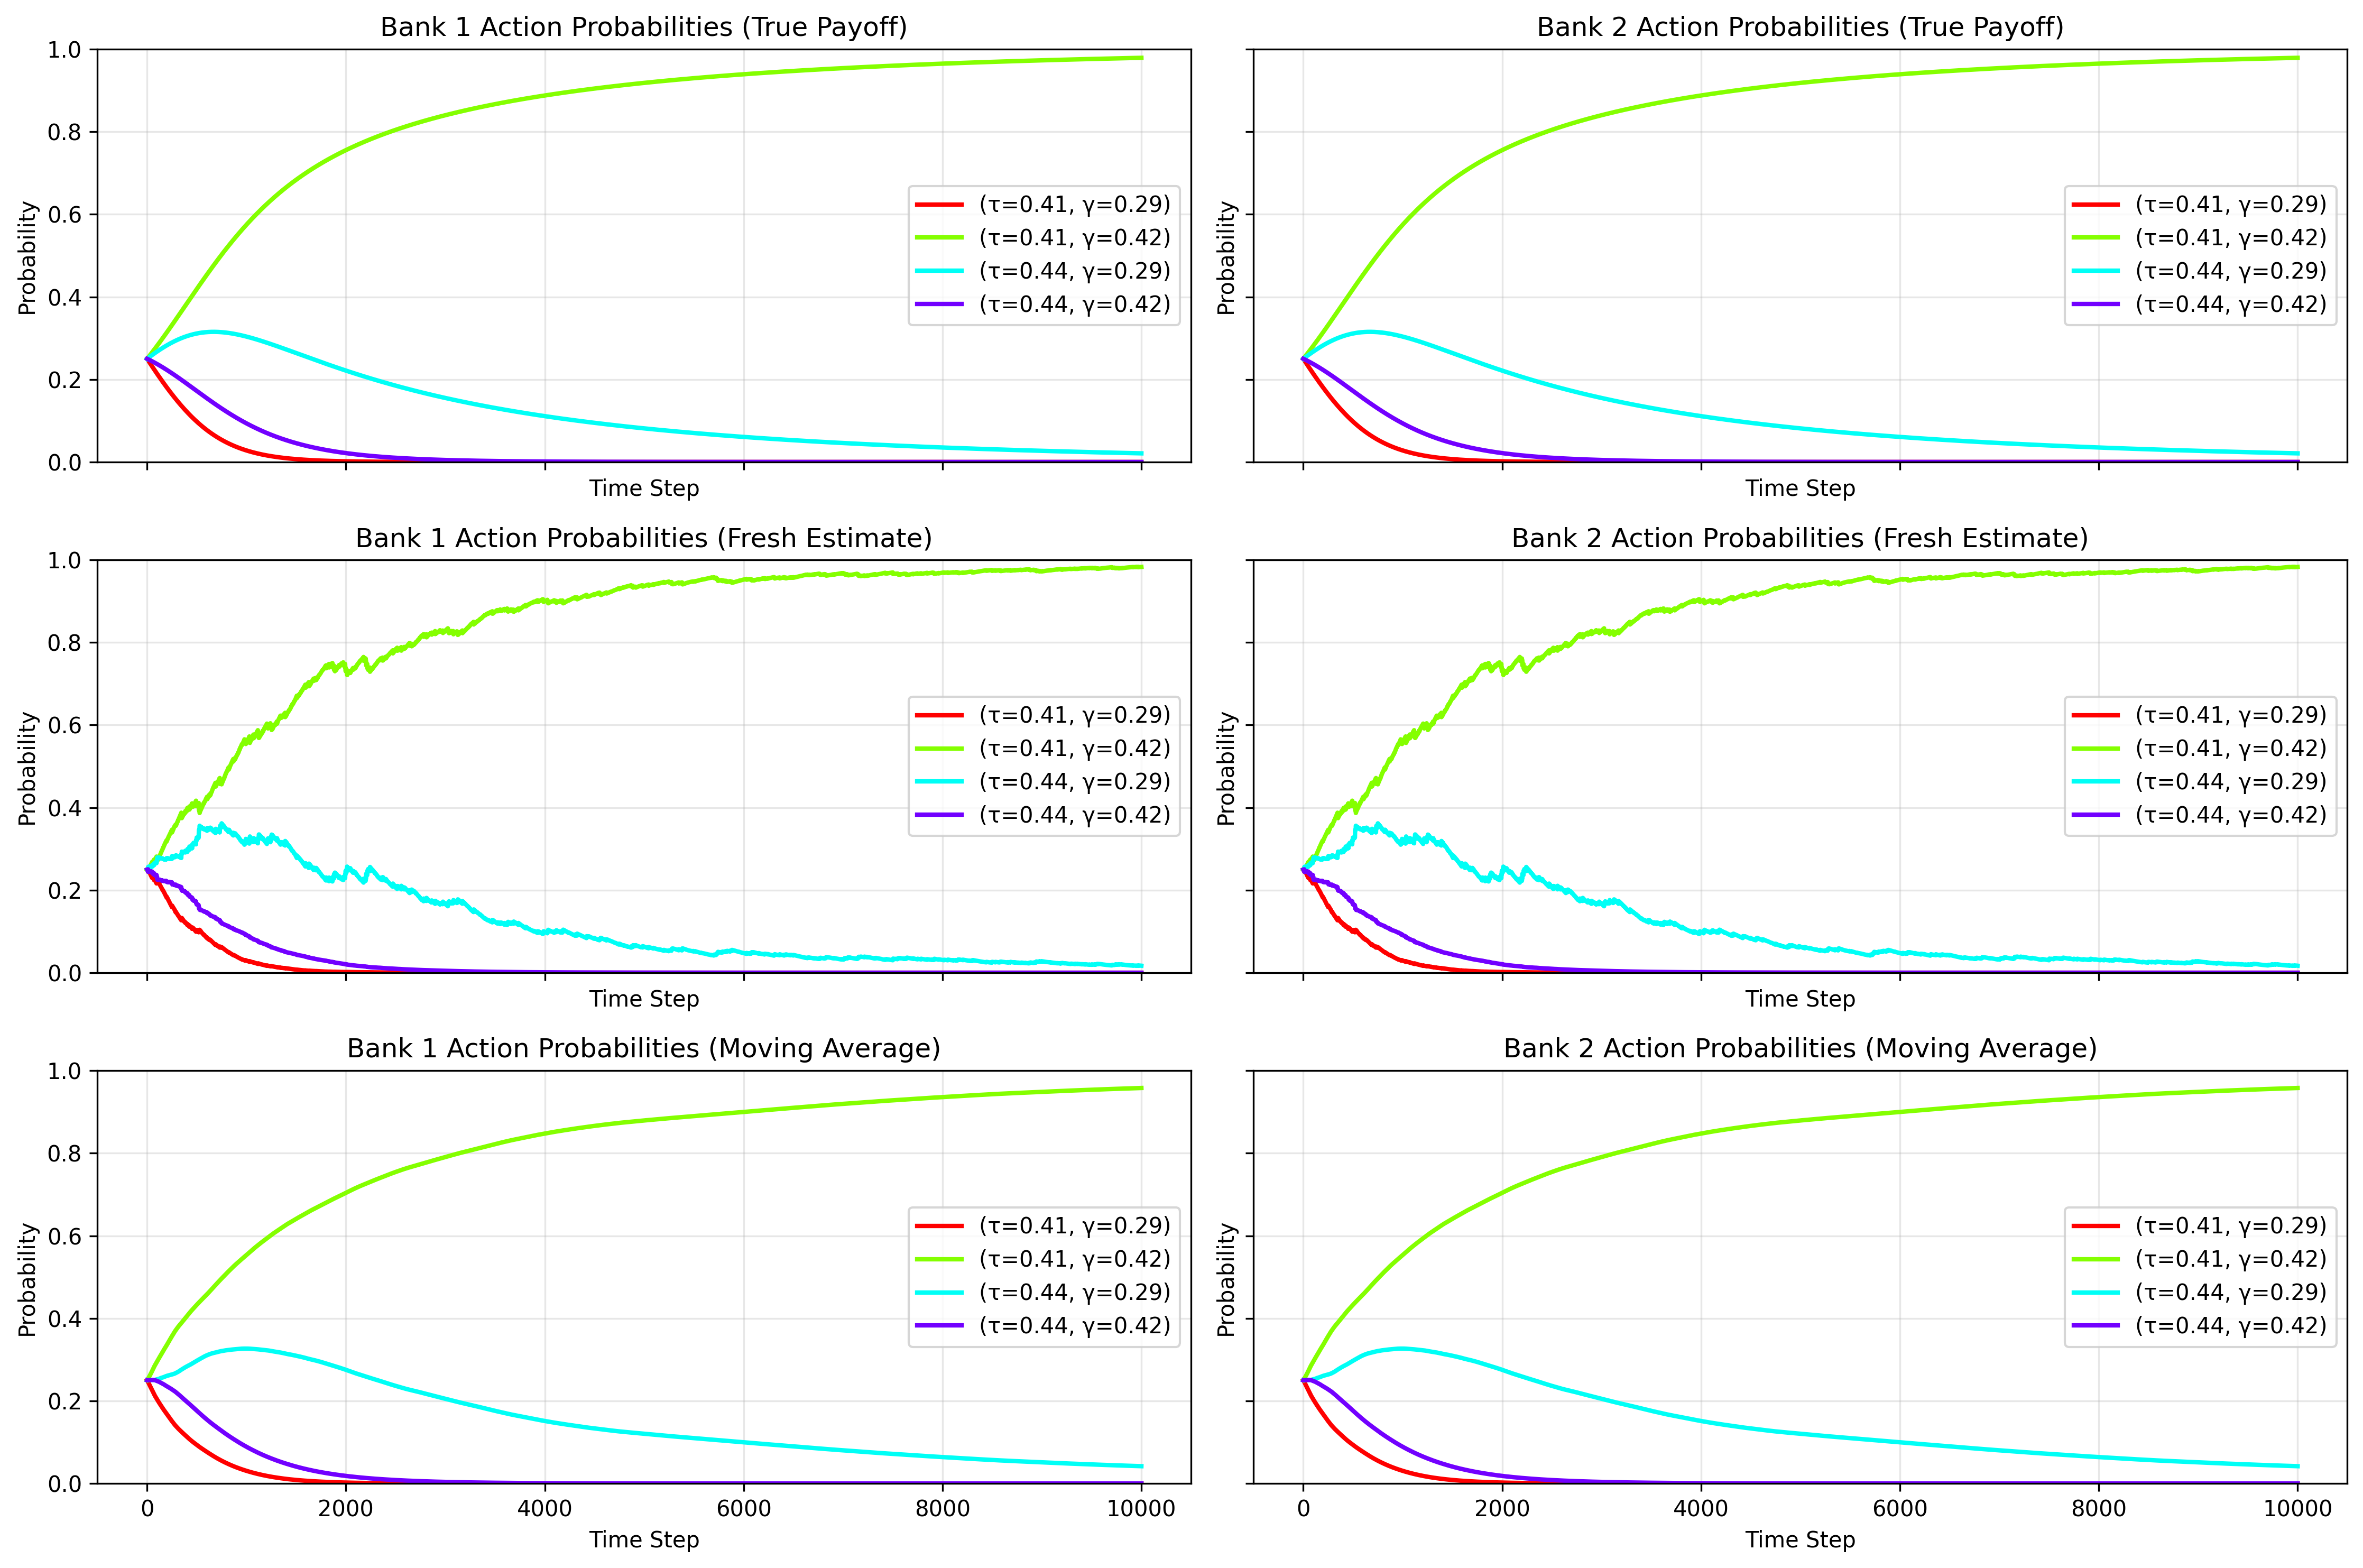 Bank 1 Action Probabilities (True Payoff)
1.0
0.8
0.6
0.4
0.2
0.0
Probability
(τ=0.41, γ=0.29)
(τ=0.41, γ=0.42)
(τ=0.44, γ=0.29)
(τ=0.44, γ=0.42)
Time Step
Bank 2 Action Probabilities (True Payoff)
Probability
(τ=0.41, γ=0.29)
(τ=0.41, γ=0.42)
(τ=0.44, γ=0.29)
(τ=0.44, γ=0.42)
Time Step
Bank 1 Action Probabilities (Fresh Estimate)
1.0
0.8
0.6
0.4
0.2
0.0
Probability
(τ=0.41, γ=0.29)
(τ=0.41, γ=0.42)
(τ=0.44, γ=0.29)
(τ=0.44, γ=0.42)
Time Step
Bank 2 Action Probabilities (Fresh Estimate)
Probability
(τ=0.41, γ=0.29)
(τ=0.41, γ=0.42)
(τ=0.44, γ=0.29)
(τ=0.44, γ=0.42)
Time Step
Bank 1 Action Probabilities (Moving Average)
1.0
0.8
0.6
0.4
0.2
0.0
Probability
(τ=0.41, γ=0.29)
(τ=0.41, γ=0.42)
(τ=0.44, γ=0.29)
(τ=0.44, γ=0.42)
0 2000 4000 6000 8000 10000
Time Step
Bank 2 Action Probabilities (Moving Average)
Probability
(τ=0.41, γ=0.29)
(τ=0.41, γ=0.42)
(τ=0.44, γ=0.29)
(τ=0.44, γ=0.42)
0 2000 4000 6000 8000 10000
Time Step